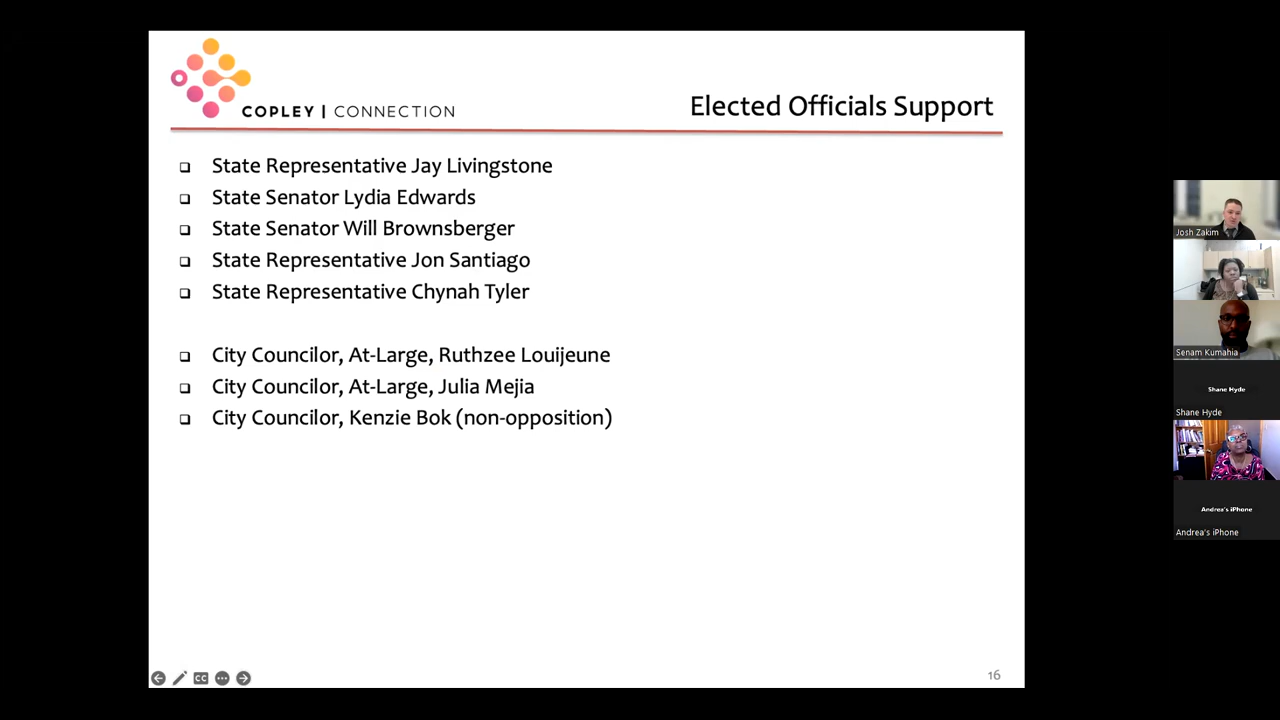 COPLEY | CONNECTION
Elected Officials Support
State Representative Jay Livingstone
State Senator Lydia Edwards
State Senator Will Brownsberger
State Representative Jon Santiago
State Representative Chynah Tyler
City Councilor, At-Large, Ruthzee Louijeune
City Councilor, At-Large, Julia Mejia
City Councilor, Kenzie Bok (non-opposition)
CC
16
Josh Zakim
Senam Kumahia
Shane Hyde
Shane Hyde
Andrea's iPhone
Andrea's iPhone